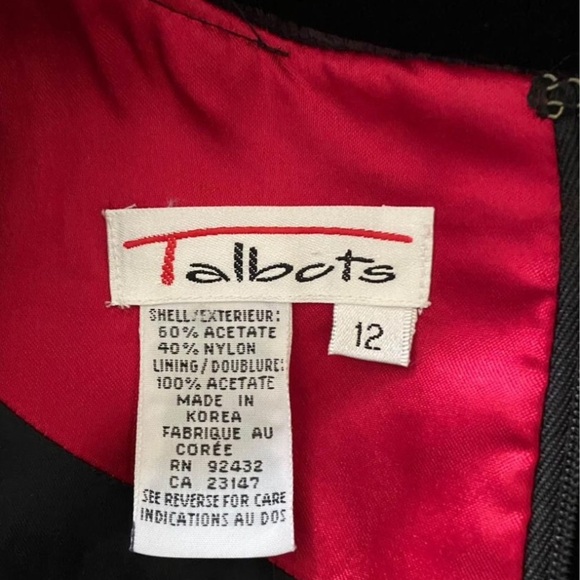 Talbots
12
SHELL/EXTERIEUR:
60% ACETATE
40% NYLON
LINING/DOUBLURE:
100% ACETATE
MADE IN
KOREA
FABRIQUE AU
CORÉE
RN 92432
CA 23147
SEE REVERSE FOR CARE
INDICATIONS AU DOS